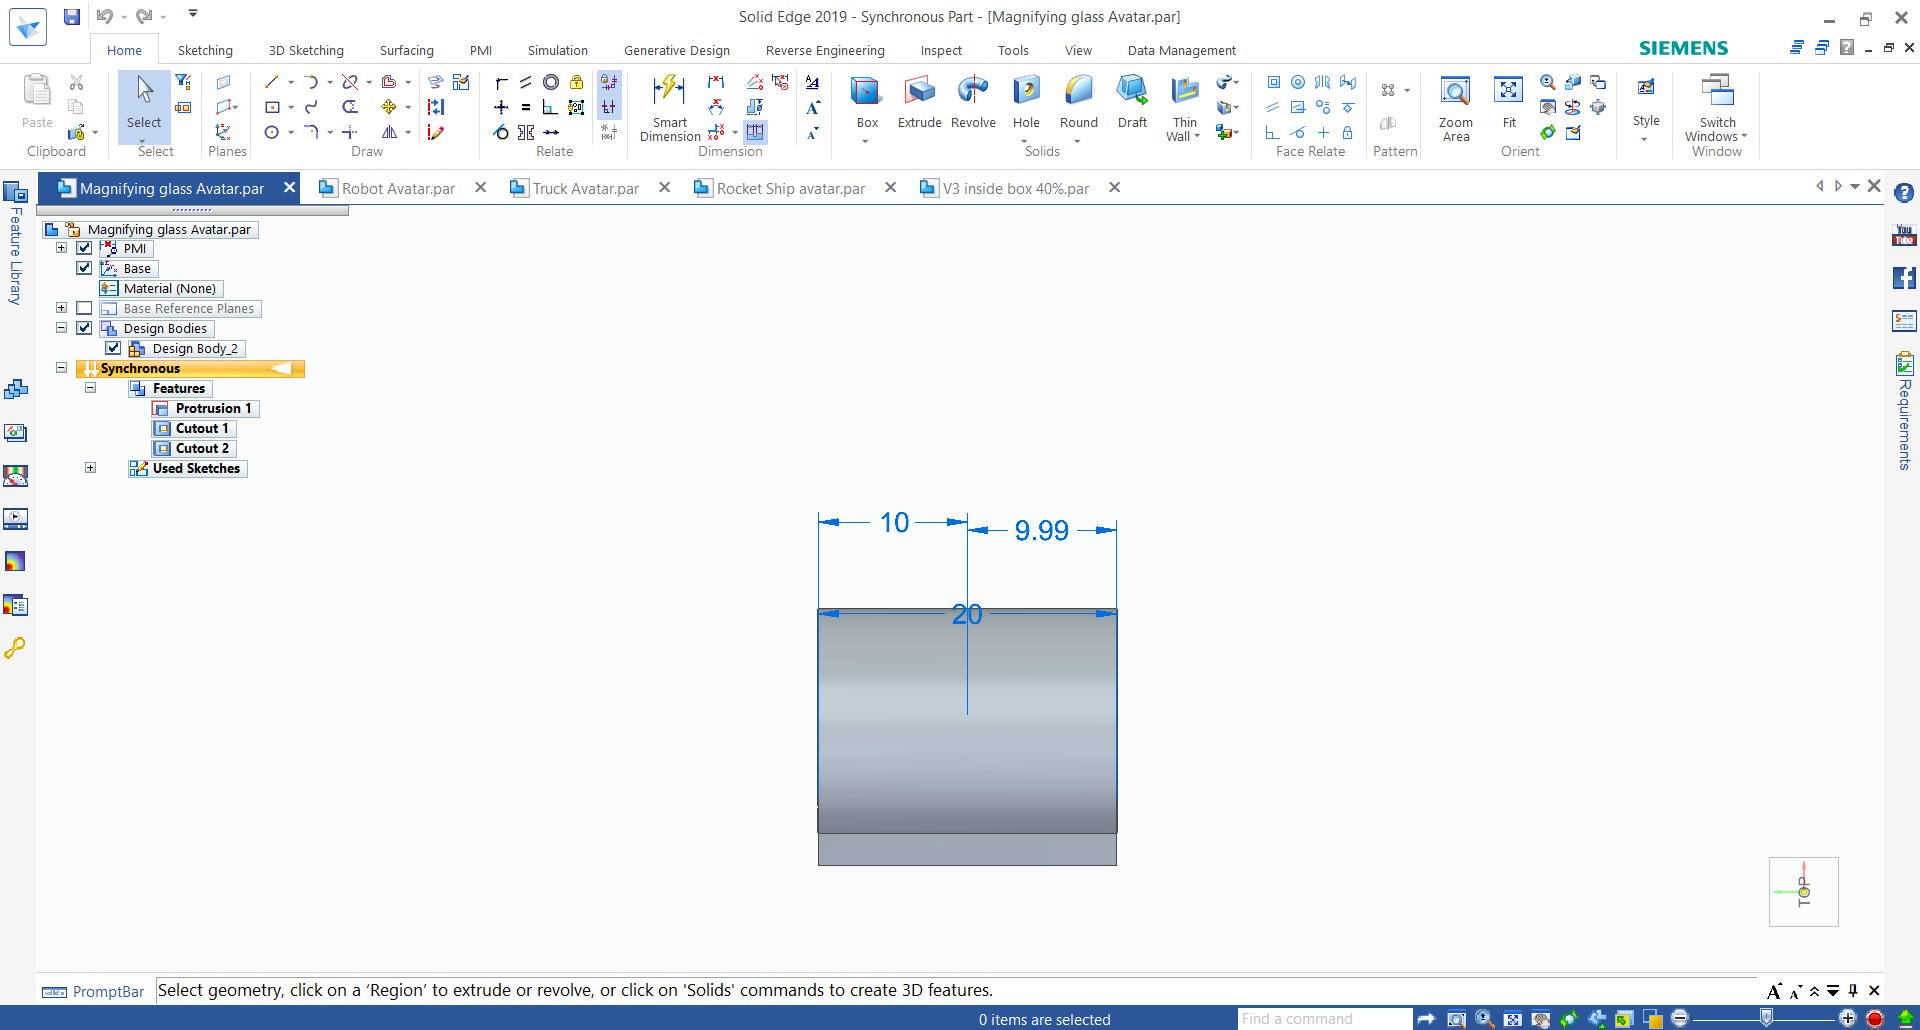 Solid Edge 2019 - Synchronous Part - [Magnifying glass Avatar.par]
Home Sketching 3D Sketching Surfacing PMI Simulation Generative Design Reverse Engineering Inspect Tools View Data Management
SIEMENS
Paste
Clipboard
Select
Select
Planes
Draw
Relate
Smart
Dimension
Dimension
Box Extrude Revolve Hole Round Draft Thin
Wall
Solids
Face Relate
Pattern
Zoom
Area
Fit
Orient
Style
Switch
Windows
Window
Magnifying glass Avatar.par Robot Avatar.par Truck Avatar.par Rocket Ship avatar.par V3 inside box 40%.par
Feature Library
Magnifying glass Avatar.par
PMI
Base
Material (None)
Base Reference Planes
Design Bodies
Design Body_2
Synchronous
Features
Protrusion 1
Cutout 1
Cutout 2
Used Sketches
You
Tube
Requirements
10
9.99
20
TOP
PromptBar
Select geometry, click on a ‘Region’ to extrude or revolve, or click on 'Solids' commands to create 3D features.
0 items are selected
Find a command